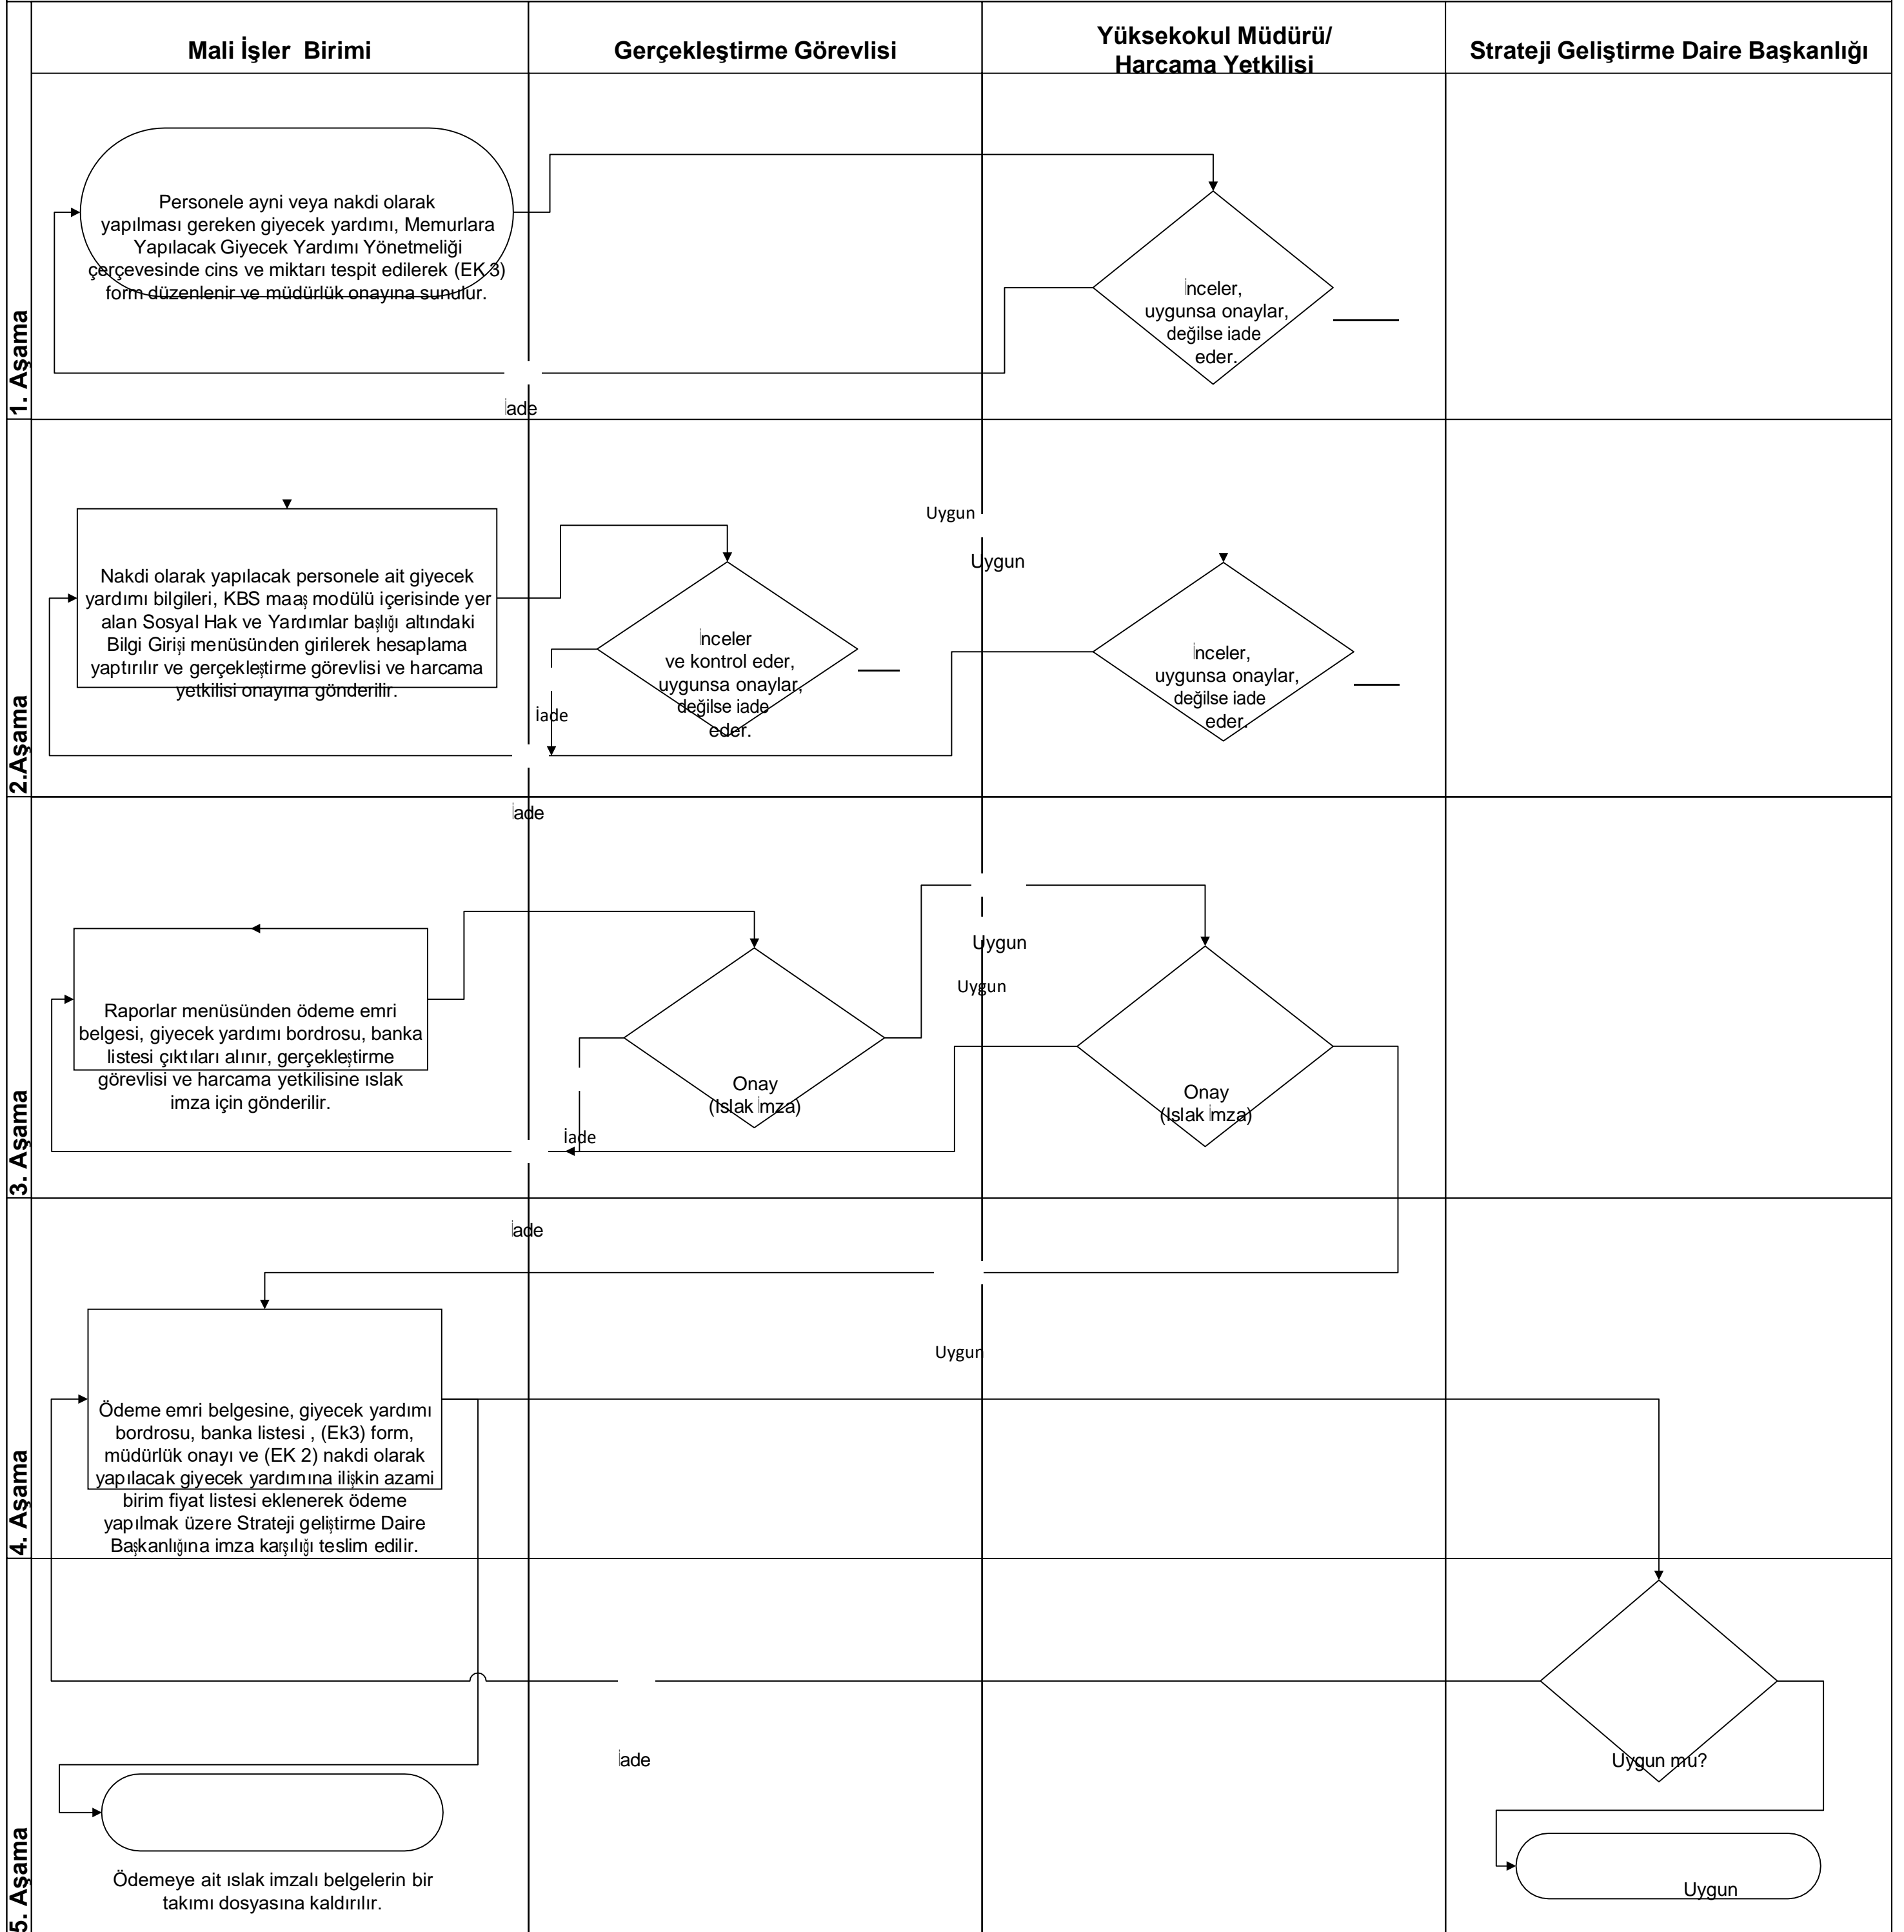 Mali İşler Birimi
Gerçekleştirme Görevlisi
Yüksekokul Müdürü/
Harcama Yetkilisi
Strateji Geliştirme Daire Başkanlığı
1. Aşama
Personele ayni veya nakdi olarak
yapılması gereken giyecek yardımı, Memurlara
Yapılacak Giyecek Yardımı Yönetmeliği
çerçevesinde cins ve miktarı tespit edilerek (EK 3)
form düzenlenir ve müdürlük onayına sunulur.
İnceler,
uygunsa onaylar,
değilse iade
eder.
İade
2.Aşama
Nakdi olarak yapılacak personele ait giyecek
yardımı bilgileri, KBS maaş modülü içerisinde yer
alan Sosyal Hak ve Yardımlar başlığı altındaki
Bilgi Girişi menüsünden girilerek hesaplama
yaptırılır ve gerçekleştirme görevlisi ve harcama
yetkilisi onayına gönderilir.
İnceler
ve kontrol eder,
uygunsa onaylar,
değilse iade
eder.
İade
Uygun
Uygun
İnceler,
uygunsa onaylar,
değilse iade
eder.
İade
3. Aşama
Raporlar menüsünden ödeme emri
belgesi, giyecek yardımı bordrosu, banka
listesi çıktıları alınır, gerçekleştirme
görevlisi ve harcama yetkilisine ıslak
imza için gönderilir.
Onay
(Islak İmza)
İade
Uygun
Uygun
Onay
(Islak İmza)
İade
Uygun
4. Aşama
Ödeme emri belgesine, giyecek yardımı
bordrosu, banka listesi , (Ek3) form,
müdürlük onayı ve (EK 2) nakdi olarak
yapılacak giyecek yardımına ilişkin azami
birim fiyat listesi eklenerek ödeme
yapılmak üzere Strateji geliştirme Daire
Başkanlığına imza karşılığı teslim edilir.
5. Aşama
İade
Uygun mu?
Ödemeye ait ıslak imzalı belgelerin bir
takımı dosyasına kaldırılır.
Uygun